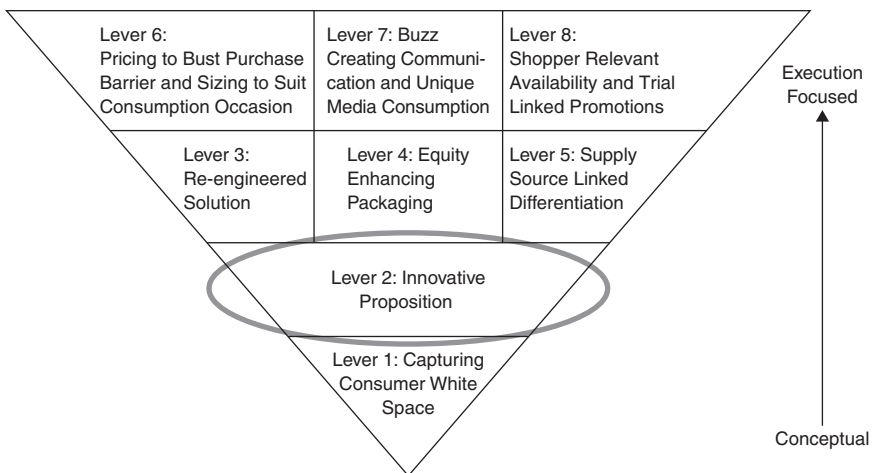 Lever 6:
Pricing to Bust Purchase
Barrier and Sizing to Suit
Consumption Occasion
Lever 7: Buzz
Creating Communi-
cation and Unique
Media Consumption
Lever 8:
Shopper Relevant
Availability and Trial
Linked Promotions
Execution
Focused
Lever 3:
Re-engineered
Solution
Lever 4: Equity
Enhancing
Packaging
Lever 5: Supply
Source Linked
Differentiation
Lever 2: Innovative
Proposition
Lever 1: Capturing
Consumer White
Space
Conceptual